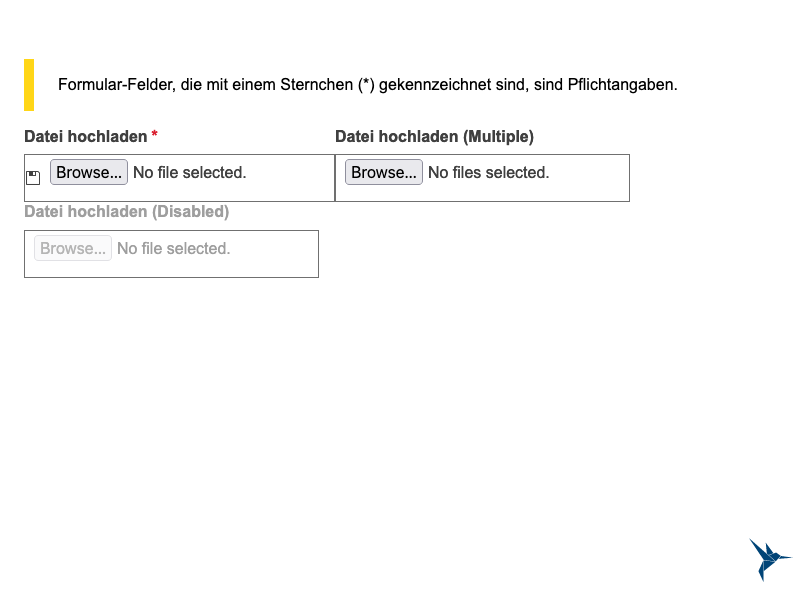 Formular-Felder, die mit einem Sternchen (*) gekennzeichnet sind, sind Pflichtangaben.
Datei hochladen *
Browse... No file selected.
Datei hochladen (Multiple)
Browse... No files selected.
Datei hochladen (Disabled)
Browse... No file selected.